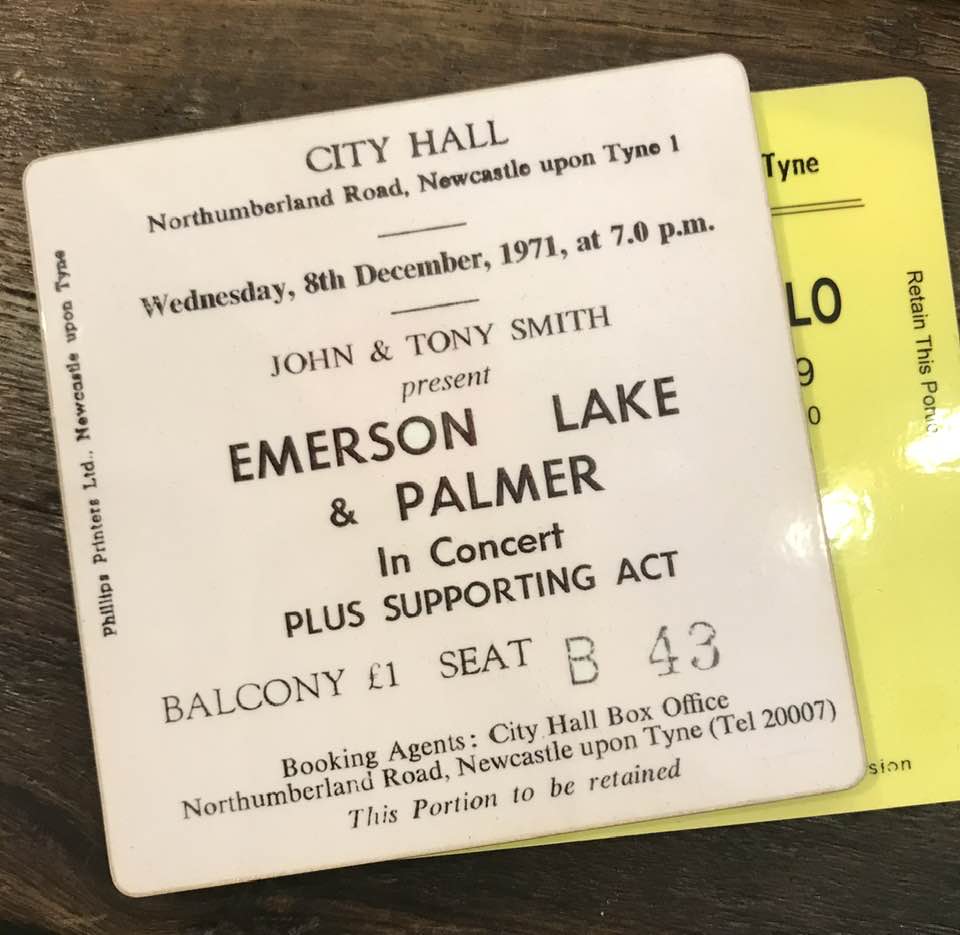 CITY HALL
Northumberland Road, Newcastle upon Tyne 1
Wednesday, 8th December, 1971, at 7.0 p.m.
JOHN & TONY SMITH
present
EMERSON LAKE
& PALMER
In Concert
PLUS SUPPORTING ACT
BALCONY £1 SEAT B 43
Booking Agents: City Hall Box Office
Northumberland Road, Newcastle upon Tyne (Tel 20007)
This Portion to be retained
Phillips Printers Ltd., Newcastle upon Tyne
Tyne
LO
9
0
Retain This
sion